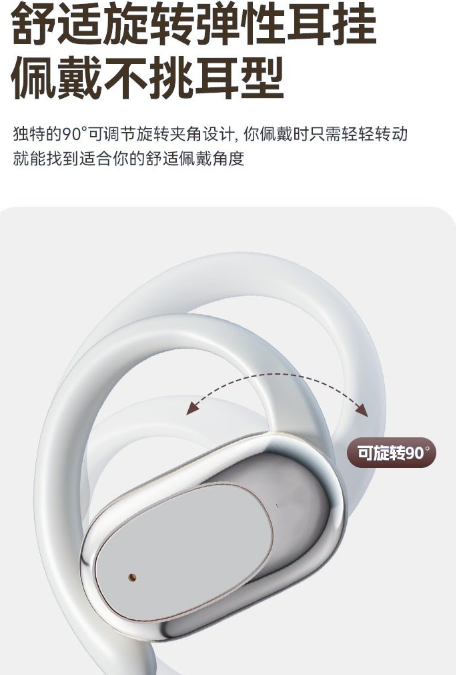 舒适旋转弹性耳挂
佩戴不挑耳型
独特的90°可调节旋转夹角设计, 你佩戴时只需轻轻转动
就能找到适合你的舒适佩戴角度
可旋转90°